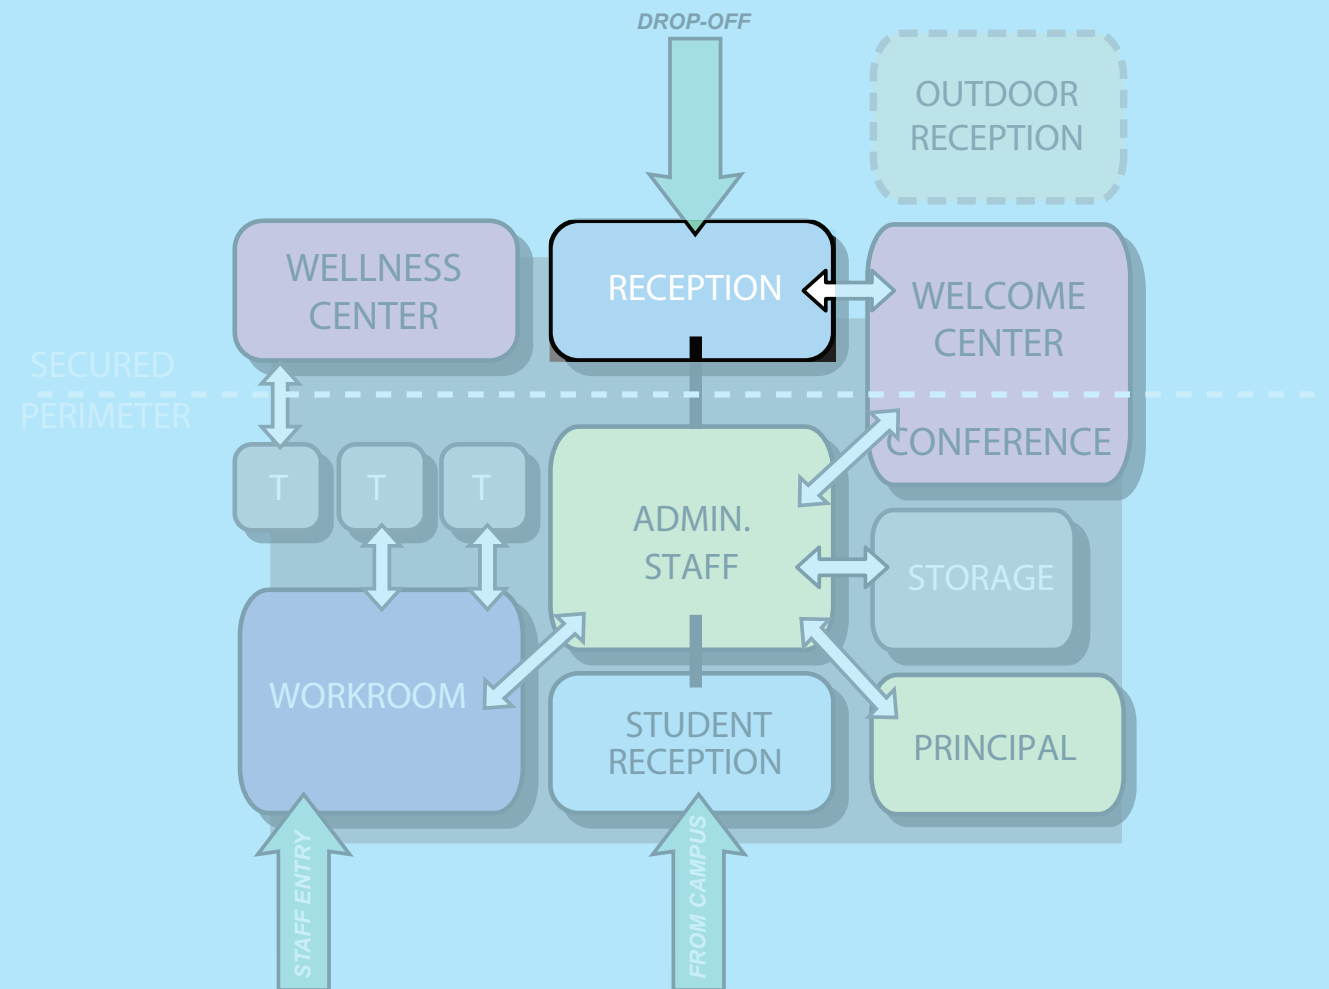 DROP-OFF
OUTDOOR
RECEPTION
WELLNESS
CENTER
RECEPTION
WELCOME
CENTER
SECURED
PERIMETER
CONFERENCE
T
T
T
ADMIN.
STAFF
STORAGE
WORKROOM
STUDENT
RECEPTION
PRINCIPAL
STAFF ENTRY
FROM CAMPUS